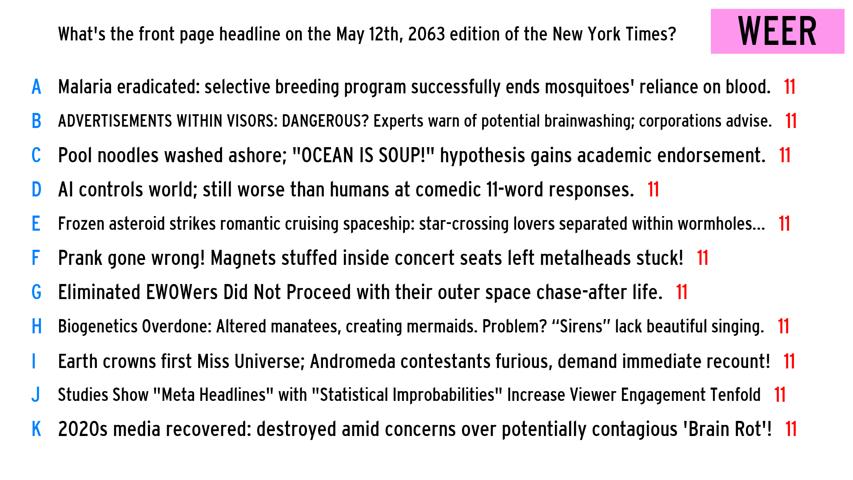 What's the front page headline on the May 12th, 2063 edition of the New York Times?
WEER
A Malaria eradicated: selective breeding program successfully ends mosquitoes' reliance on blood. 11
B ADVERTISEMENTS WITHIN VISORS: DANGEROUS? Experts warn of potential brainwashing; corporations advise. 11
C Pool noodles washed ashore; "OCEAN IS SOUP!" hypothesis gains academic endorsement. 11
D AI controls world; still worse than humans at comedic 11-word responses. 11
E Frozen asteroid strikes romantic cruising spaceship: star-crossing lovers separated within wormholes... 11
F Prank gone wrong! Magnets stuffed inside concert seats left metalheads stuck! 11
G Eliminated EWOWers Did Not Proceed with their outer space chase-after life. 11
H Biogenetics Overdone: Altered manatees, creating mermaids. Problem? “Sirens” lack beautiful singing. 11
I Earth crowns first Miss Universe; Andromeda contestants furious, demand immediate recount! 11
J Studies Show "Meta Headlines" with "Statistical Improbabilities" Increase Viewer Engagement Tenfold 11
K 2020s media recovered: destroyed amid concerns over potentially contagious 'Brain Rot'! 11